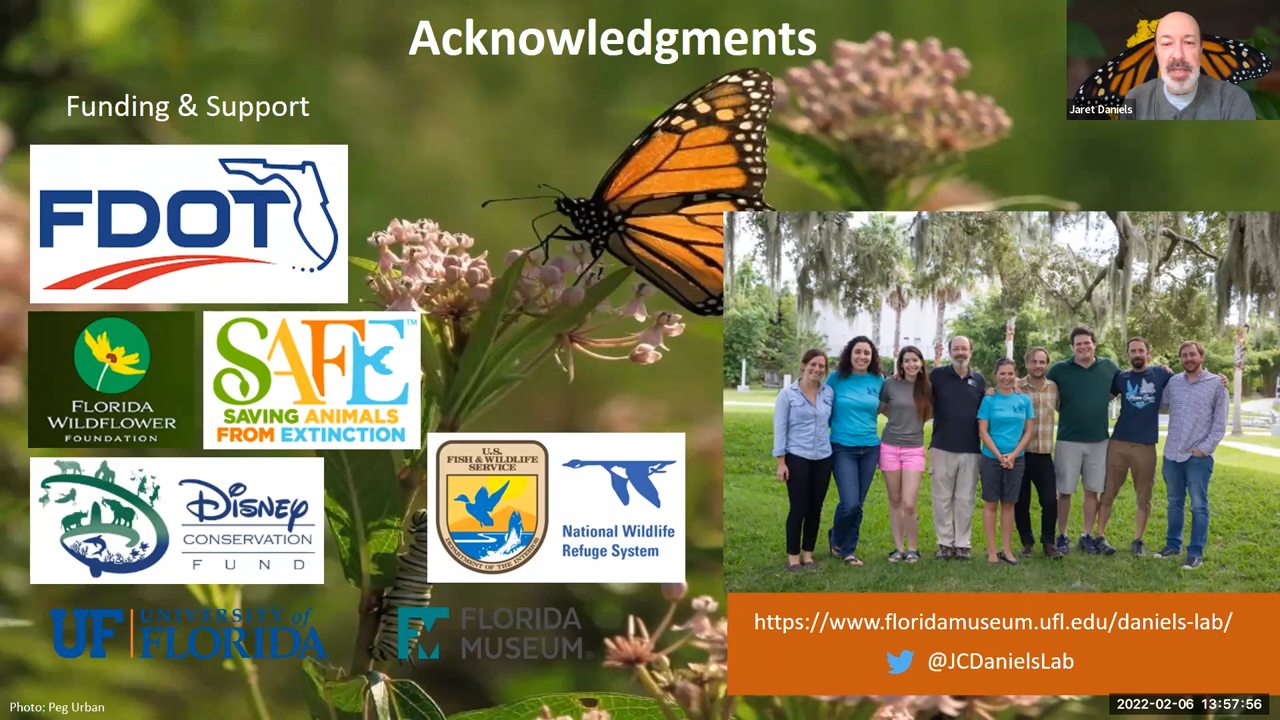 Acknowledgments
Jaret Daniels
Funding & Support
FDOT
FLORIDA
WILDFLOWER
FOUNDATION
SAFE™
SAVING ANIMALS
FROM EXTINCTION
DISNEY
CONSERVATION
FUND
U.S.
FISH & WILDLIFE
SERVICE
DEPARTMENT OF THE INTERIOR
National Wildlife
Refuge System
UF UNIVERSITY of
FLORIDA
FLORIDA
MUSEUM®
https://www.floridamuseum.ufl.edu/daniels-lab/
@JCDanielsLab
Photo: Peg Urban
2022-02-06 13:57:56